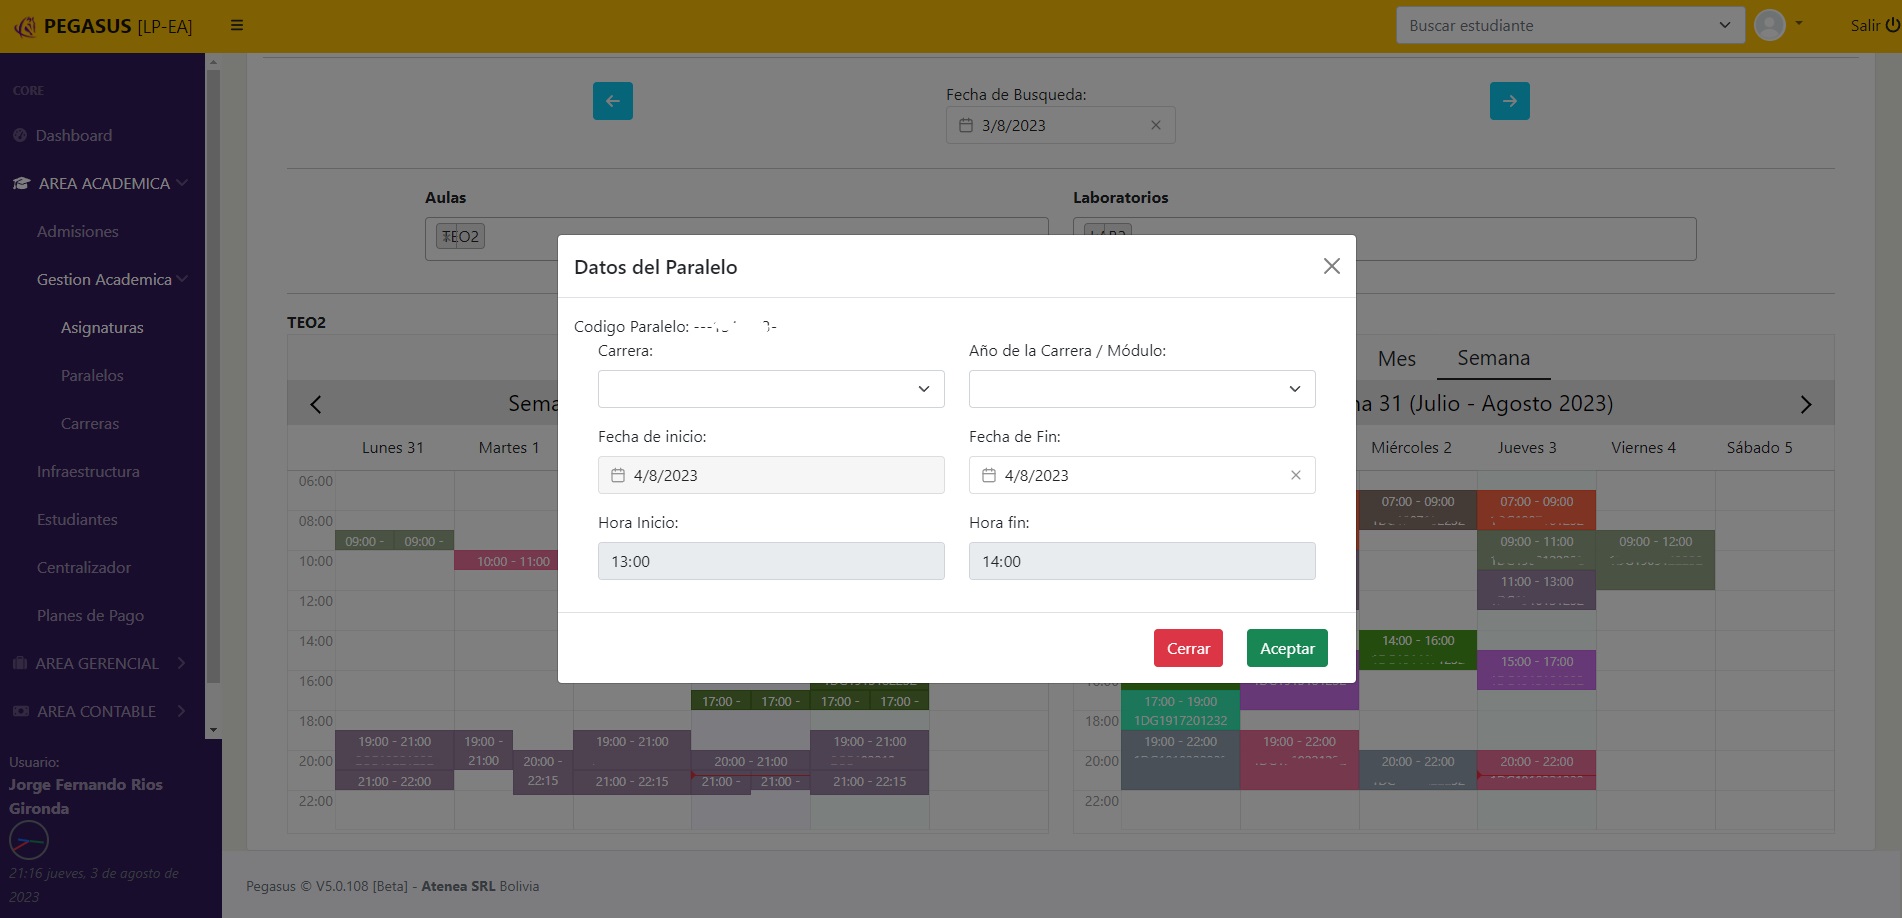 PEGASUS [LP-EA]
Buscar estudiante
Salir
CORE
Dashboard
AREA ACADEMICA
Admisiones
Gestion Academica
Asignaturas
Paralelos
Carreras
Infraestructura
Estudiantes
Centralizador
Planes de Pago
AREA GERENCIAL
AREA CONTABLE
Usuario:
Jorge Fernando Rios
Gironda
21:16 jueves, 3 de agosto de
2023
Fecha de Busqueda:
3/8/2023
Aulas
TEO2
Laboratorios
TEO2
Lunes 31
Martes 1
06:00
08:00
10:00
12:00
14:00
16:00
18:00
20:00
22:00
09:00 -
09:00 -
10:00 - 11:00
17:00 -
17:00 -
17:00 -
17:00 -
19:00 - 21:00
19:00 -
21:00
19:00 - 21:00
19:00 - 21:00
20:00 -
22:15
20:00 - 21:00
21:00 - 22:00
21:00 - 22:15
21:00 -
21:00 -
21:00 - 22:15
Datos del Paralelo
Codigo Paralelo:
Carrera:
Año de la Carrera / Módulo:
Fecha de inicio:
4/8/2023
Fecha de Fin:
4/8/2023
Hora Inicio:
13:00
Hora fin:
14:00
Cerrar
Aceptar
Mes
Semana
31 (Julio - Agosto 2023)
Miércoles 2
Jueves 3
Viernes 4
Sábado 5
07:00 - 09:00
07:00 - 09:00
09:00 - 11:00
09:00 - 12:00
11:00 - 13:00
14:00 - 16:00
15:00 - 17:00
17:00 - 19:00
1DG1917201232
18:00
19:00 - 22:00
19:00 - 22:00
20:00
20:00 - 22:00
20:00 - 22:00
22:00
Pegasus © V5.0.108 [Beta] - Atenea SRL Bolivia